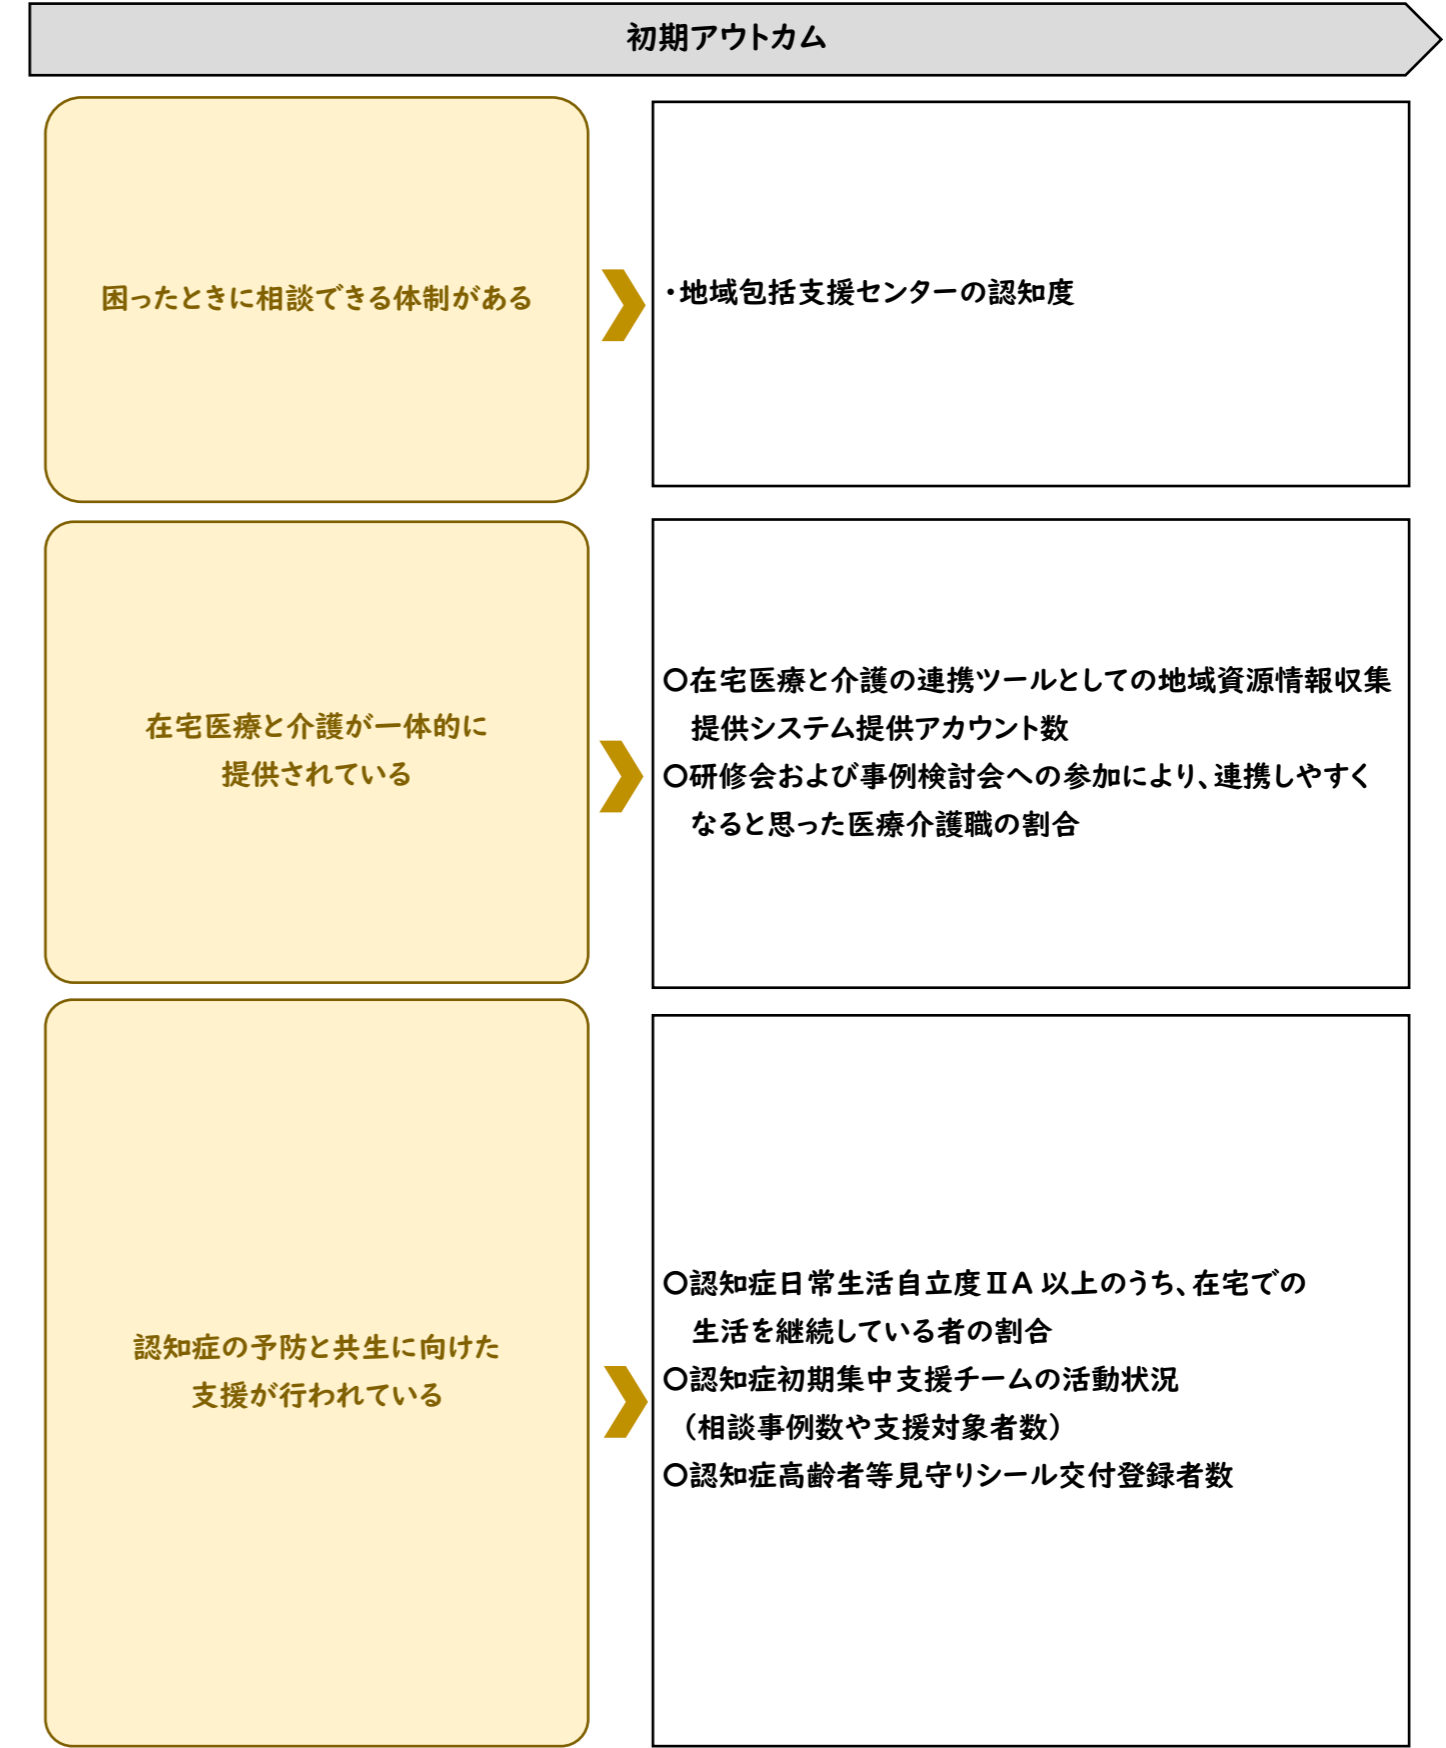 初期アウトカム
困ったときに相談できる体制がある
・地域包括支援センターの認知度
在宅医療と介護が一体的に
提供されている
〇在宅医療と介護の連携ツールとしての地域資源情報収集
提供システム提供アカウント数
〇研修会および事例検討会への参加により、連携しやすく
なると思った医療介護職の割合
認知症の予防と共生に向けた
支援が行われている
〇認知症日常生活自立度ⅡA以上のうち、在宅での
生活を継続している者の割合
〇認知症初期集中支援チームの活動状況
（相談事例数や支援対象者数）
〇認知症高齢者等見守りシール交付登録者数